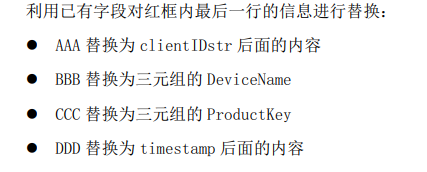 利用已有字段对红框内最后一行的信息进行替换：
● AAA 替换为 clientIDstr 后面的内容
● BBB 替换为三元组的 DeviceName
● CCC 替换为三元组的 ProductKey
● DDD 替换为 timestamp 后面的内容